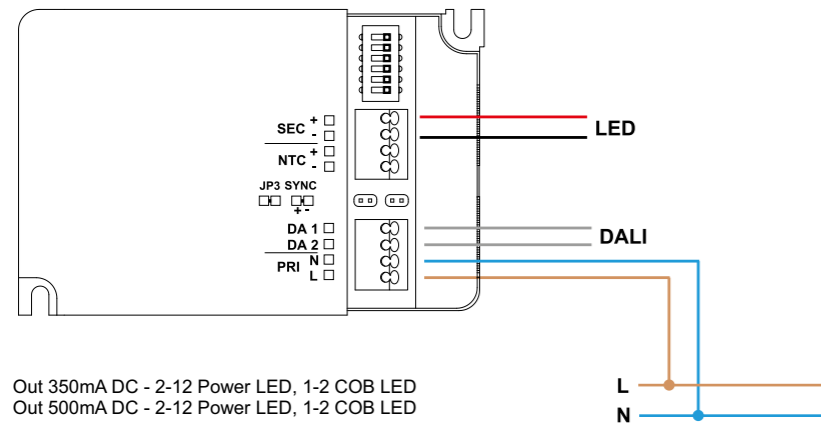 SEC + 
-
LED
NTC +
-
JP3 SYNC
+ -
DA 1
DA 2
DALI
PRI N
L
Out 350mA DC - 2-12 Power LED, 1-2 COB LED
Out 500mA DC - 2-12 Power LED, 1-2 COB LED
L
N